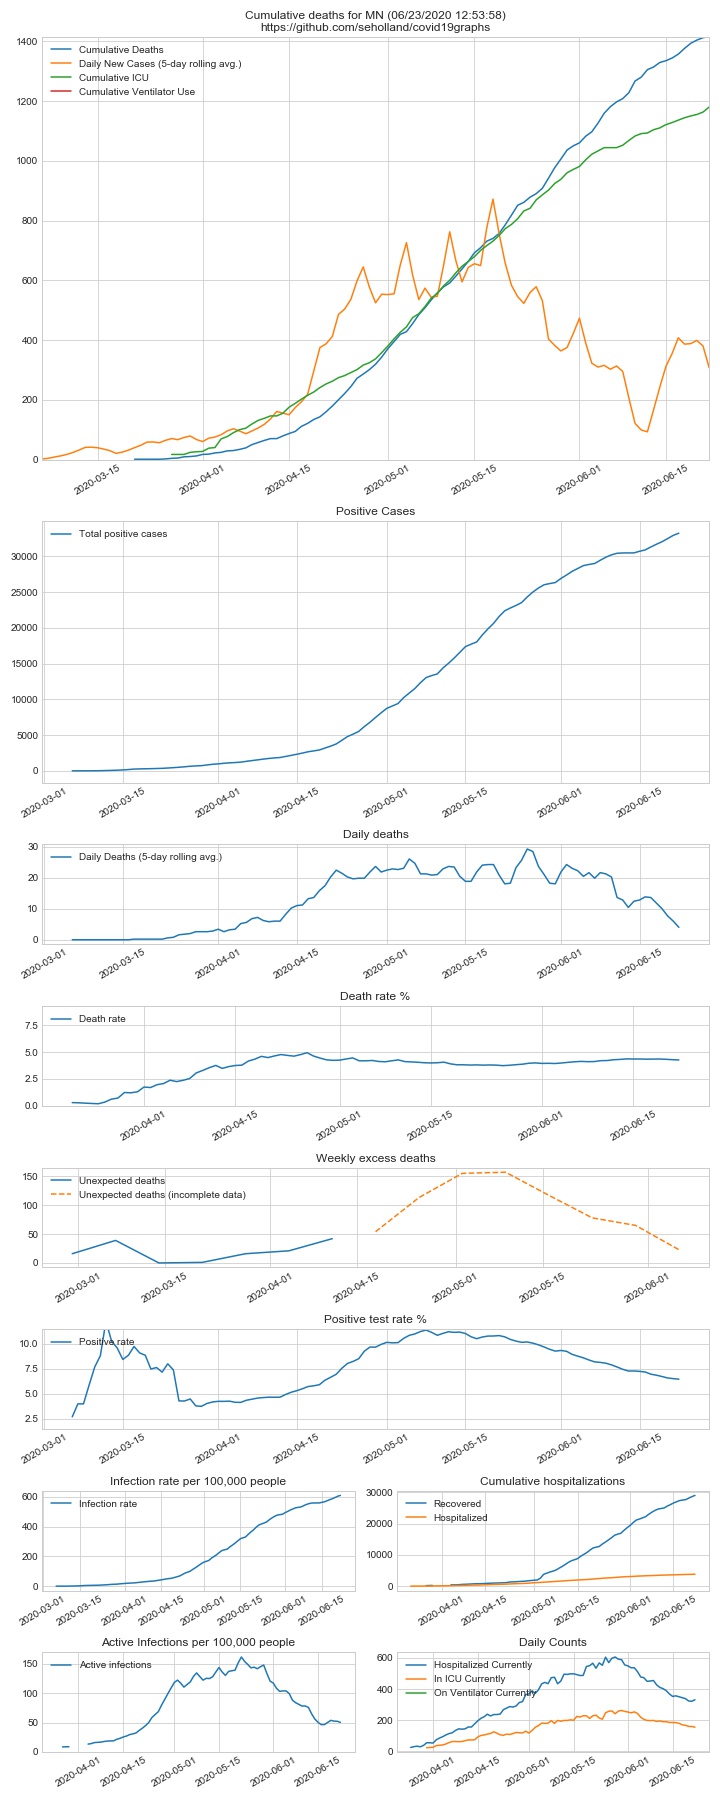 Cumulative deaths for MN (06/23/2020 12:53:58)
https://github.com/seholland/covid19graphs
Cumulative Deaths
Daily New Cases (5-day rolling avg.)
Cumulative ICU
Cumulative Ventilator Use
1400
1200
1000
800
600
400
200
0
2020-03-15 2020-04-01 2020-04-15 2020-05-01 2020-05-15 2020-06-01 2020-06-15
Positive Cases
Total positive cases
30000
25000
20000
15000
10000
5000
0
2020-03-01 2020-03-15 2020-04-01 2020-04-15 2020-05-01 2020-05-15 2020-06-01 2020-06-15
Daily deaths
Daily Deaths (5-day rolling avg.)
30
20
10
0
2020-03-01 2020-03-15 2020-04-01 2020-04-15 2020-05-01 2020-05-15 2020-06-01 2020-06-15
Death rate %
Death rate
7.5
5.0
2.5
0.0
2020-04-01 2020-04-15 2020-05-01 2020-05-15 2020-06-01 2020-06-15
Weekly excess deaths
Unexpected deaths
Unexpected deaths (incomplete data)
150
100
50
0
2020-03-01 2020-03-15 2020-04-01 2020-04-15 2020-05-01 2020-05-15 2020-06-01
Positive test rate %
Positive rate
10.0
7.5
5.0
2.5
2020-03-01 2020-03-15 2020-04-01 2020-04-15 2020-05-01 2020-05-15 2020-06-01 2020-06-15
Infection rate per 100,000 people
Infection rate
600
400
200
0
2020-03-01 2020-03-15 2020-04-01 2020-04-15 2020-05-01 2020-05-15 2020-06-01 2020-06-15
Cumulative hospitalizations
Recovered
Hospitalized
30000
20000
10000
0
2020-04-01 2020-04-15 2020-05-01 2020-05-15 2020-06-01 2020-06-15
Active Infections per 100,000 people
Active infections
150
100
50
0
2020-04-01 2020-04-15 2020-05-01 2020-05-15 2020-06-01 2020-06-15
Daily Counts
Hospitalized Currently
In ICU Currently
On Ventilator Currently
600
400
200
0
2020-04-01 2020-04-15 2020-05-01 2020-05-15 2020-06-01 2020-06-15